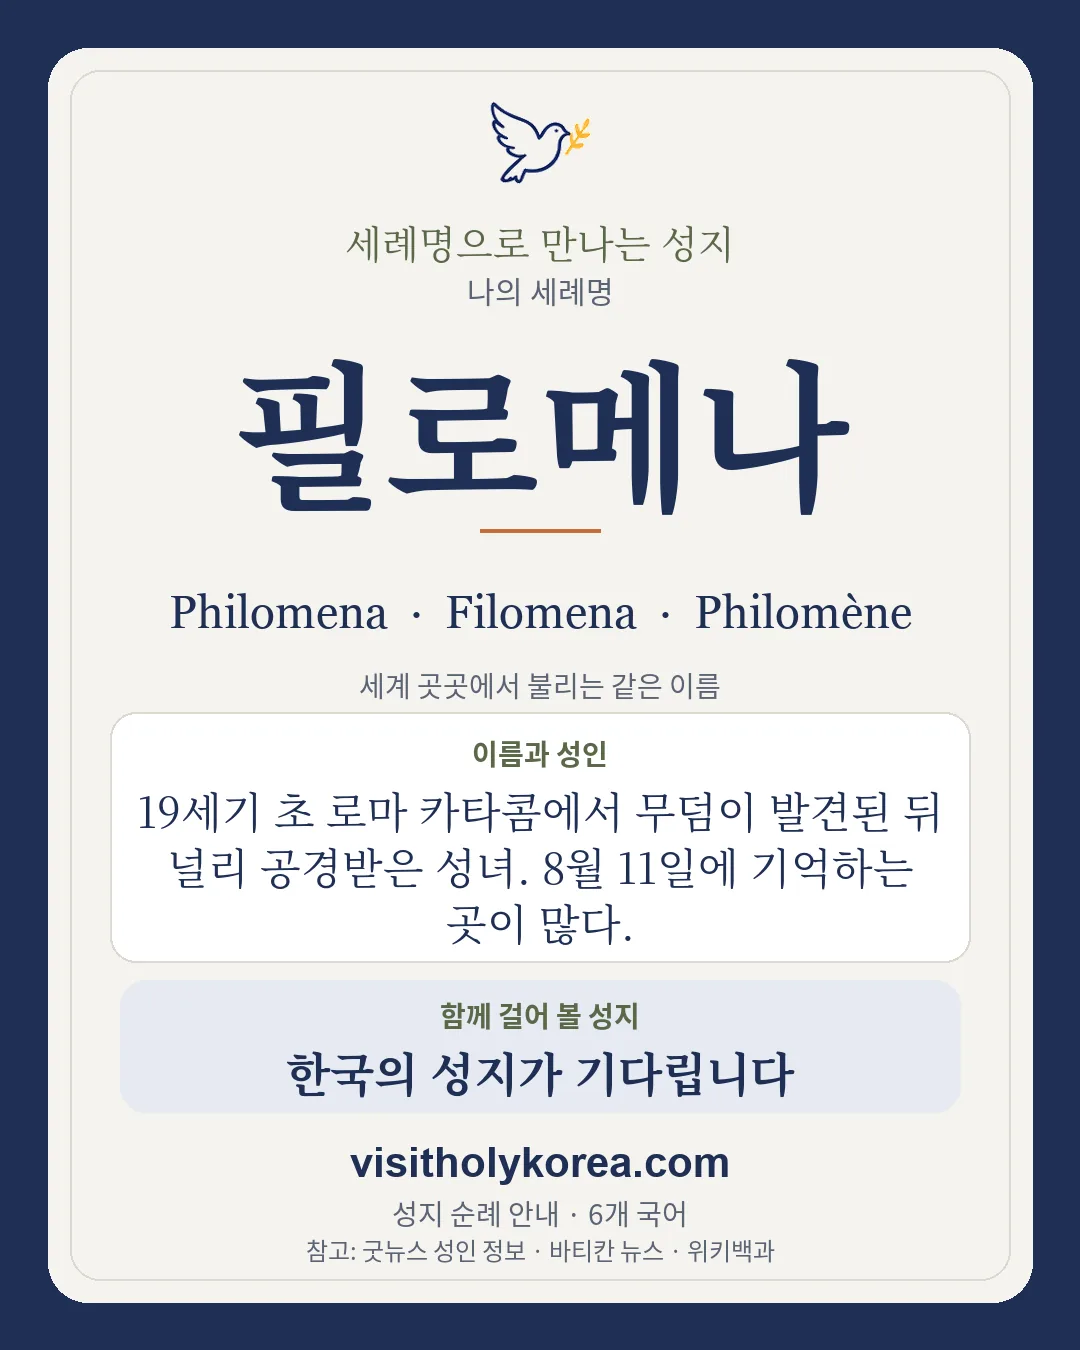 세례명으로 만나는 성지
나의 세례명
필로메나
Philomena · Filomena · Philomène
세계 곳곳에서 불리는 같은 이름
이름과 성인
19세기 초 로마 카타콤에서 무덤이 발견된 뒤
널리 공경받은 성녀. 8월 11일에 기억하는
곳이 많다.
함께 걸어 볼 성지
한국의 성지가 기다립니다
visitholykorea.com
성지 순례 안내 · 6개 국어
참고: 굿뉴스 성인 정보 · 바티칸 뉴스 · 위키백과